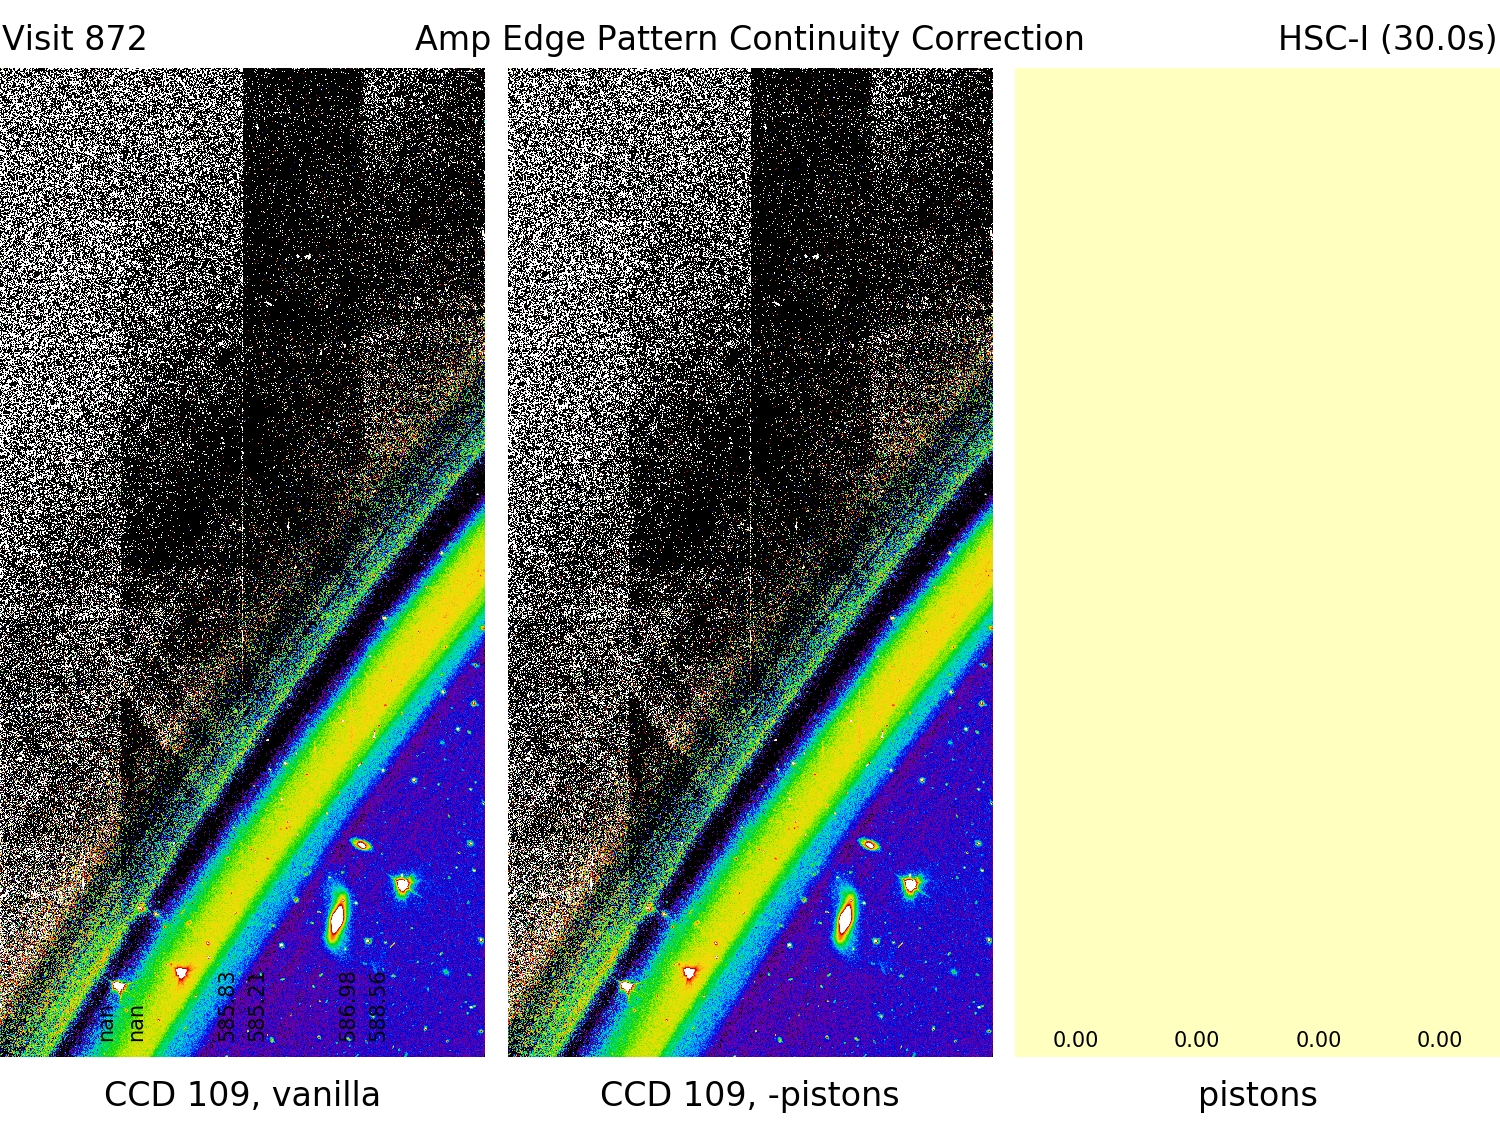 Visit 872
Amp Edge Pattern Continuity Correction
HSC-I (30.0s)
nan
nan
585.83
585.21
586.98
588.56
0.00
0.00
0.00
0.00
CCD 109, vanilla
CCD 109, -pistons
pistons